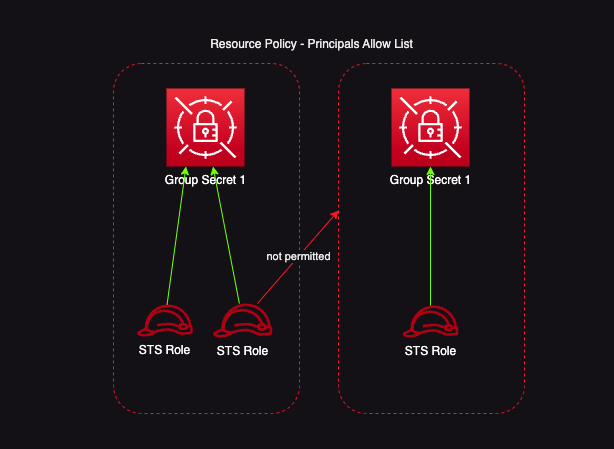 Resource Policy - Principals Allow List
Group Secret 1
Group Secret 1
not permitted
STS Role
STS Role
STS Role